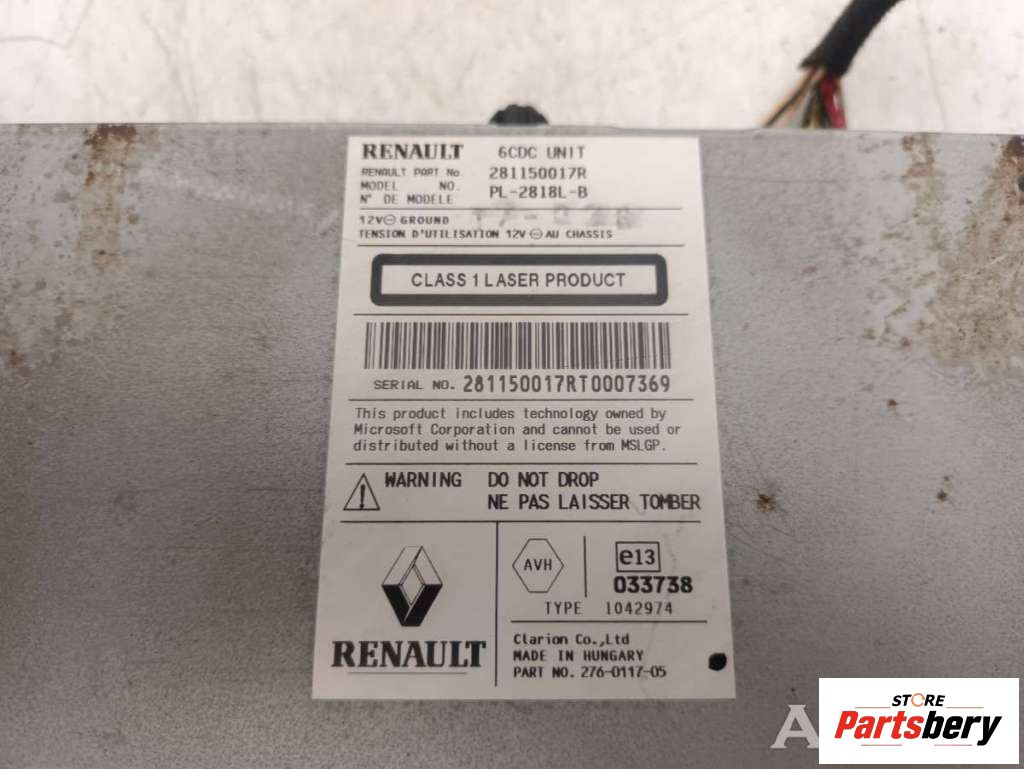 RENAULT 6CDC UNIT
RENAULT PART No. 281150017R
MODEL NO.
N° DE MODELE PL-2818L-B
12V⊖ GROUND
TENSION D'UTILISATION 12V ⊖ AU CHASSIS
CLASS 1 LASER PRODUCT
SERIAL NO. 281150017RT0007369
This product includes technology owned by
Microsoft Corporation and cannot be used or
distributed without a license from MSLGP.
WARNING DO NOT DROP
NE PAS LAISSER TOMBER
AVH e13
033738
TYPE 1042974
RENAULT
Clarion Co.,Ltd
MADE IN HUNGARY
PART NO. 276-0117-05
STORE
Partsbery